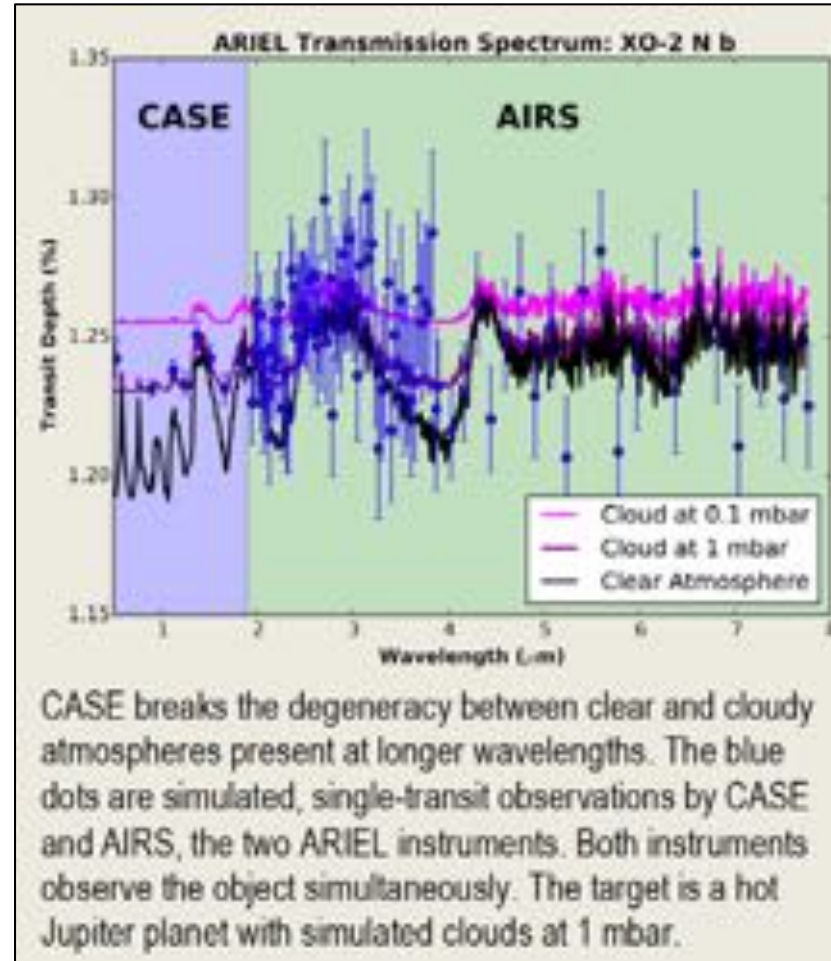 ARIEL Transmission Spectrum: XO-2 N b
CASE
AIRS
1.35
1.30
1.25
1.20
1.15
Transit Depth (%)
Cloud at 0.1 mbar
Cloud at 1 mbar
Clear Atmosphere
1 2 3 4 5 6 7 8
Wavelength (μm)
CASE breaks the degeneracy between clear and cloudy
atmospheres present at longer wavelengths. The blue
dots are simulated, single-transit observations by CASE
and AIRS, the two ARIEL instruments. Both instruments
observe the object simultaneously. The target is a hot
Jupiter planet with simulated clouds at 1 mbar.